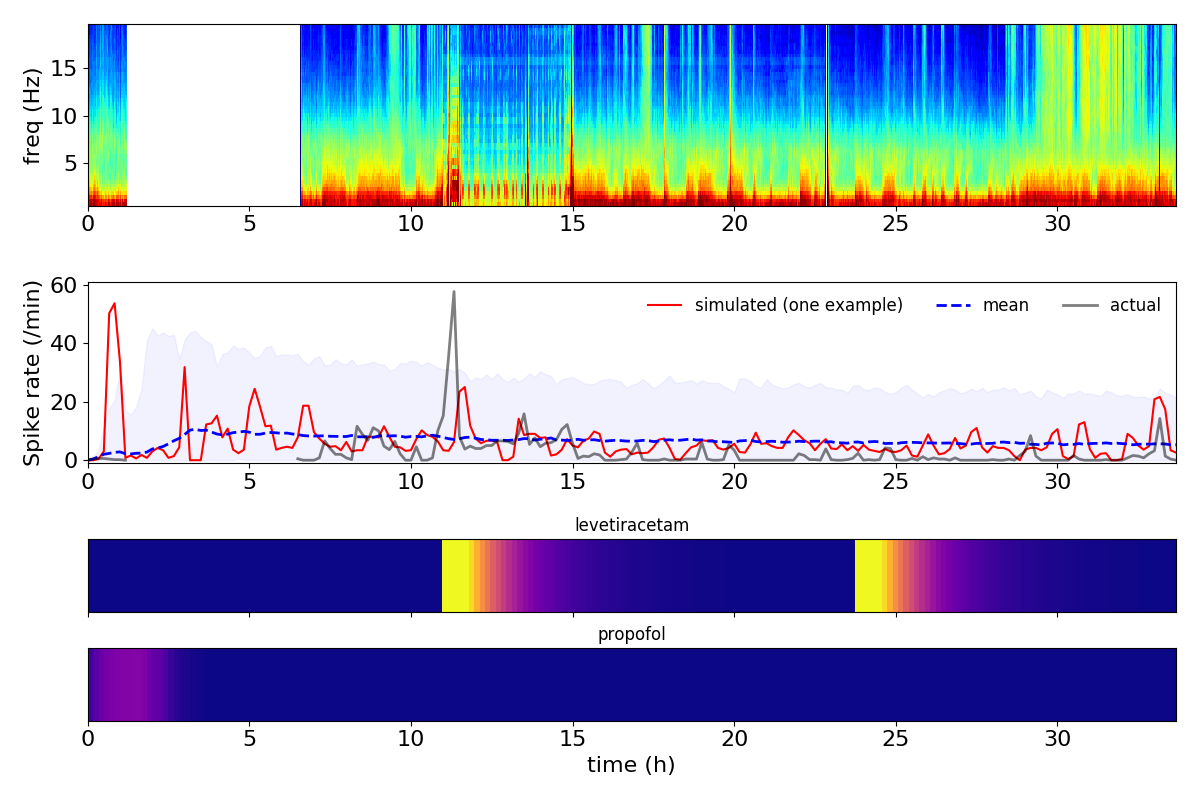 freq (Hz)
15
10
5
0 5 10 15 20 25 30
Spike rate (/min)
60
40
20
0
simulated (one example) mean actual
0 5 10 15 20 25 30
levetiracetam
propofol
0 5 10 15 20 25 30
time (h)